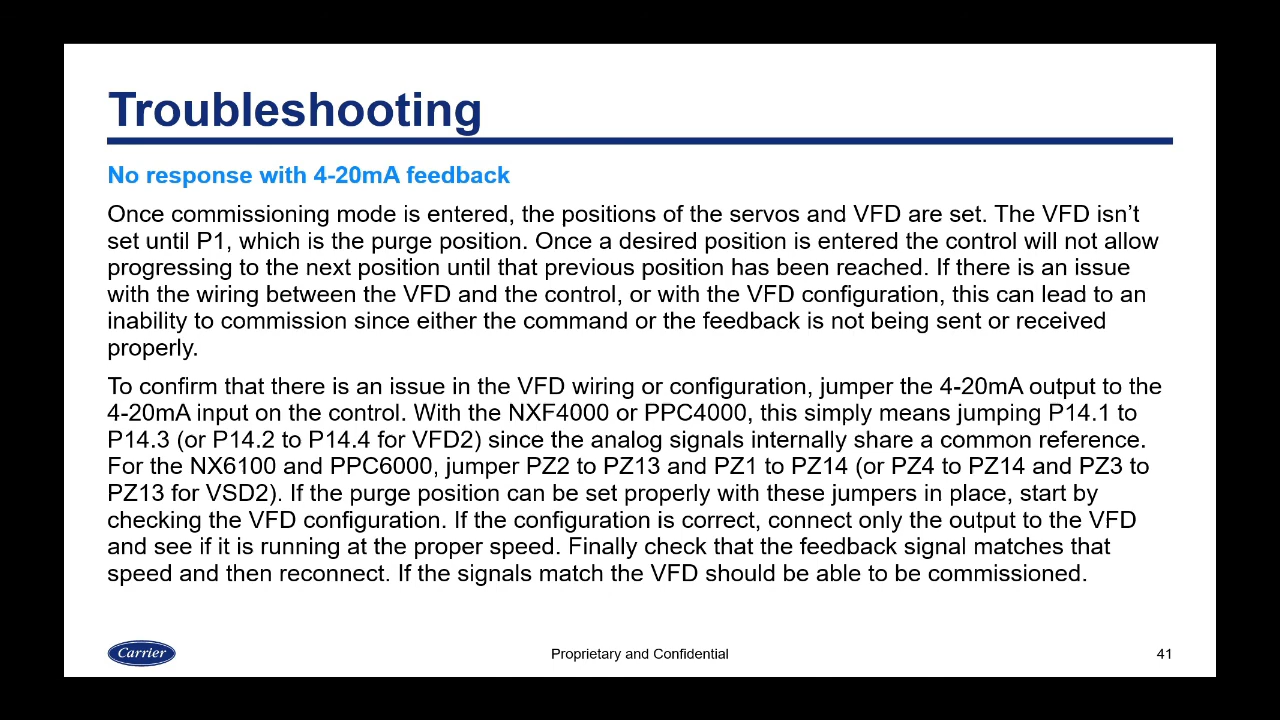 Troubleshooting
No response with 4-20mA feedback
Once commissioning mode is entered, the positions of the servos and VFD are set. The VFD isn't
set until P1, which is the purge position. Once a desired position is entered the control will not allow
progressing to the next position until that previous position has been reached. If there is an issue
with the wiring between the VFD and the control, or with the VFD configuration, this can lead to an
inability to commission since either the command or the feedback is not being sent or received
properly.
To confirm that there is an issue in the VFD wiring or configuration, jumper the 4-20mA output to the
4-20mA input on the control. With the NXF4000 or PPC4000, this simply means jumping P14.1 to
P14.3 (or P14.2 to P14.4 for VFD2) since the analog signals internally share a common reference.
For the NX6100 and PPC6000, jumper PZ2 to PZ13 and PZ1 to PZ14 (or PZ4 to PZ14 and PZ3 to
PZ13 for VSD2). If the purge position can be set properly with these jumpers in place, start by
checking the VFD configuration. If the configuration is correct, connect only the output to the VFD
and see if it is running at the proper speed. Finally check that the feedback signal matches that
speed and then reconnect. If the signals match the VFD should be able to be commissioned.
Carrier
Proprietary and Confidential
41